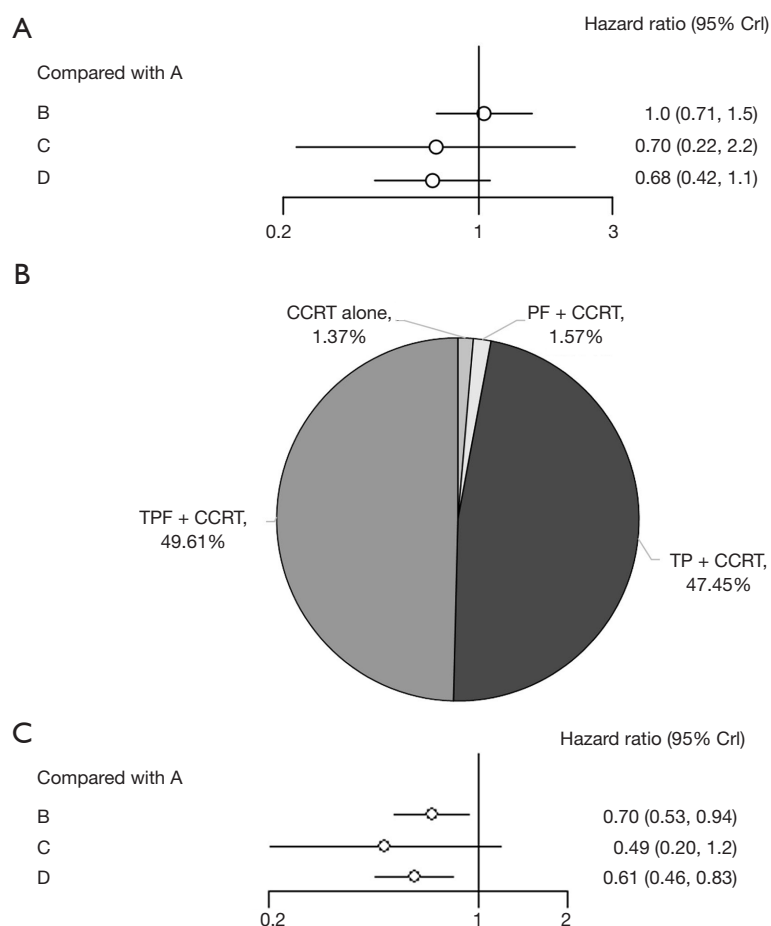 A
Hazard ratio (95% Crl)
Compared with A
B
1.0 (0.71, 1.5)
C
0.70 (0.22, 2.2)
D
0.68 (0.42, 1.1)
0.2
1
3
B
CCRT alone,
1.37%
PF + CCRT,
1.57%
TPF + CCRT,
49.61%
TP + CCRT,
47.45%
C
Hazard ratio (95% Crl)
Compared with A
B
0.70 (0.53, 0.94)
C
0.49 (0.20, 1.2)
D
0.61 (0.46, 0.83)
0.2
1
2